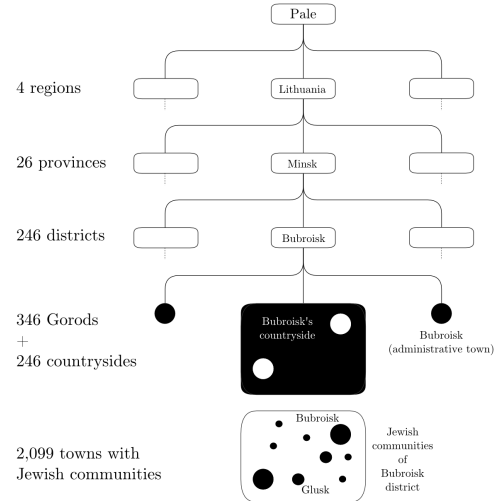 Pale
4 regions
Lithuania
26 provinces
Minsk
246 districts
Bubroisk
346 Gorods
+
246 countrysides
Bubroisk's
countryside
Bubroisk
(administrative town)
2,099 towns with
Jewish communities
Bubroisk
Glusk
Jewish
communities
of
Bubroisk
district